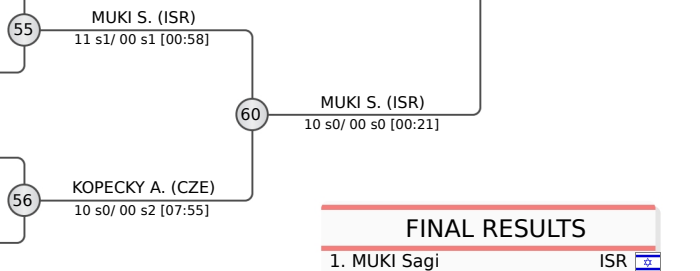 55
MUKI S. (ISR)
11 s1/ 00 s1 [00:58]
60
MUKI S. (ISR)
10 s0/ 00 s0 [00:21]
56
KOPECKY A. (CZE)
10 s0/ 00 s2 [07:55]
FINAL RESULTS
1. MUKI Sagi ISR